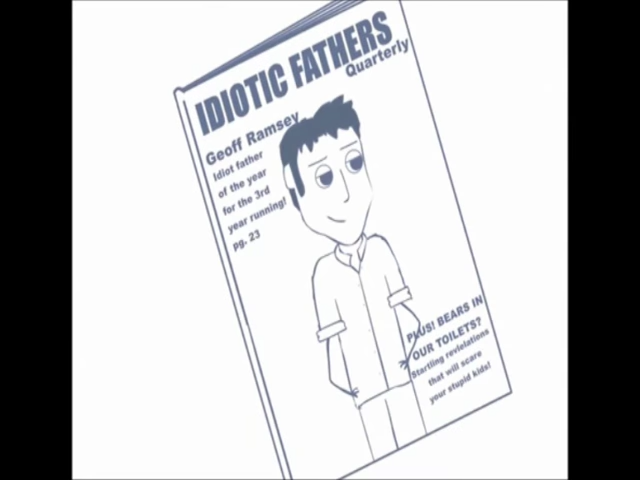 IDIOTIC FATHERS
Quarterly
Geoff Ramsey
Idiot father
of the year
for the 3rd
year running!
pg. 23
PLUS! BEARS IN
OUR TOILETS?
Startling revlelations
that will scare
your stupid kids!